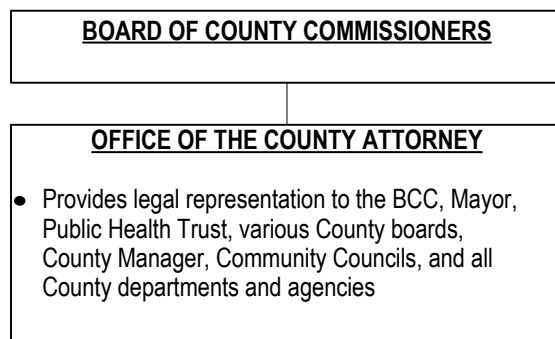 BOARD OF COUNTY COMMISSIONERS
OFFICE OF THE COUNTY ATTORNEY
• Provides legal representation to the BCC, Mayor,
Public Health Trust, various County boards,
County Manager, Community Councils, and all
County departments and agencies